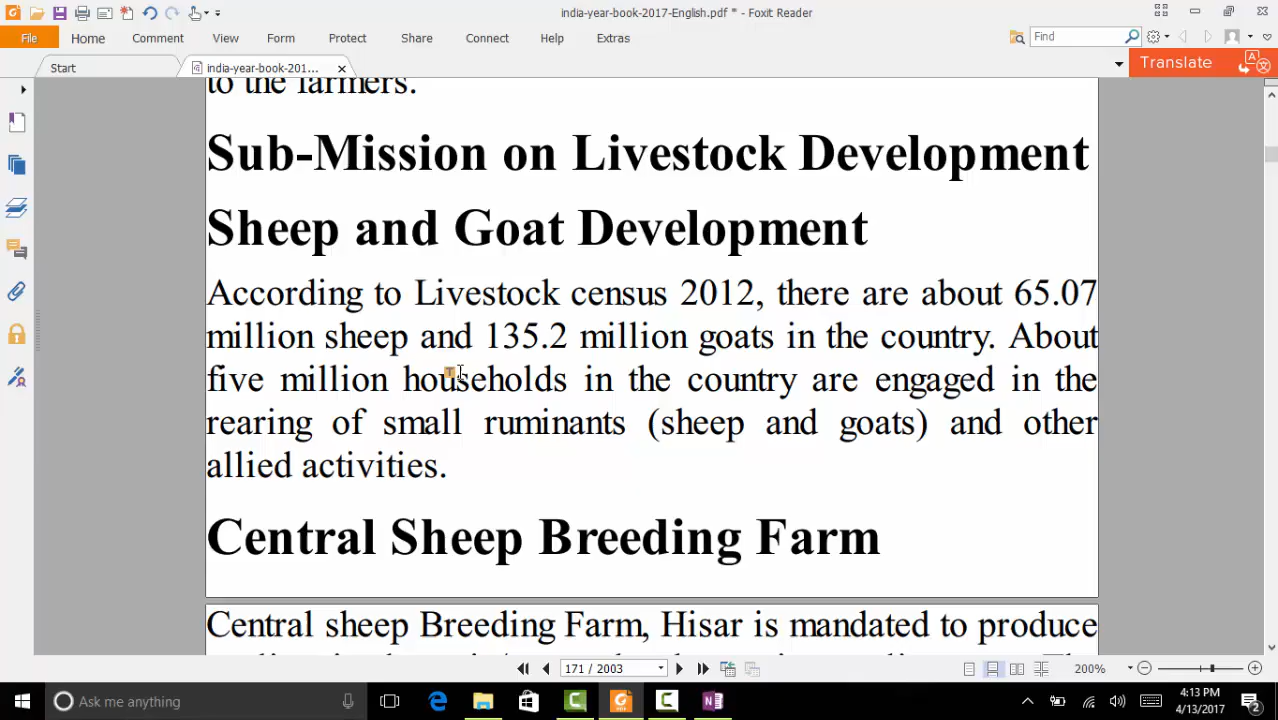 india-year-book-2017-English.pdf * - Foxit Reader
File Home Comment View Form Protect Share Connect Help Extras Find
Start india-year-book-201... Translate
to the farmers.
Sub-Mission on Livestock Development
Sheep and Goat Development
According to Livestock census 2012, there are about 65.07
million sheep and 135.2 million goats in the country. About
five million households in the country are engaged in the
rearing of small ruminants (sheep and goats) and other
allied activities.
Central Sheep Breeding Farm
Central sheep Breeding Farm, Hisar is mandated to produce
171 / 2003 200%
Ask me anything 4:13 PM
4/13/2017